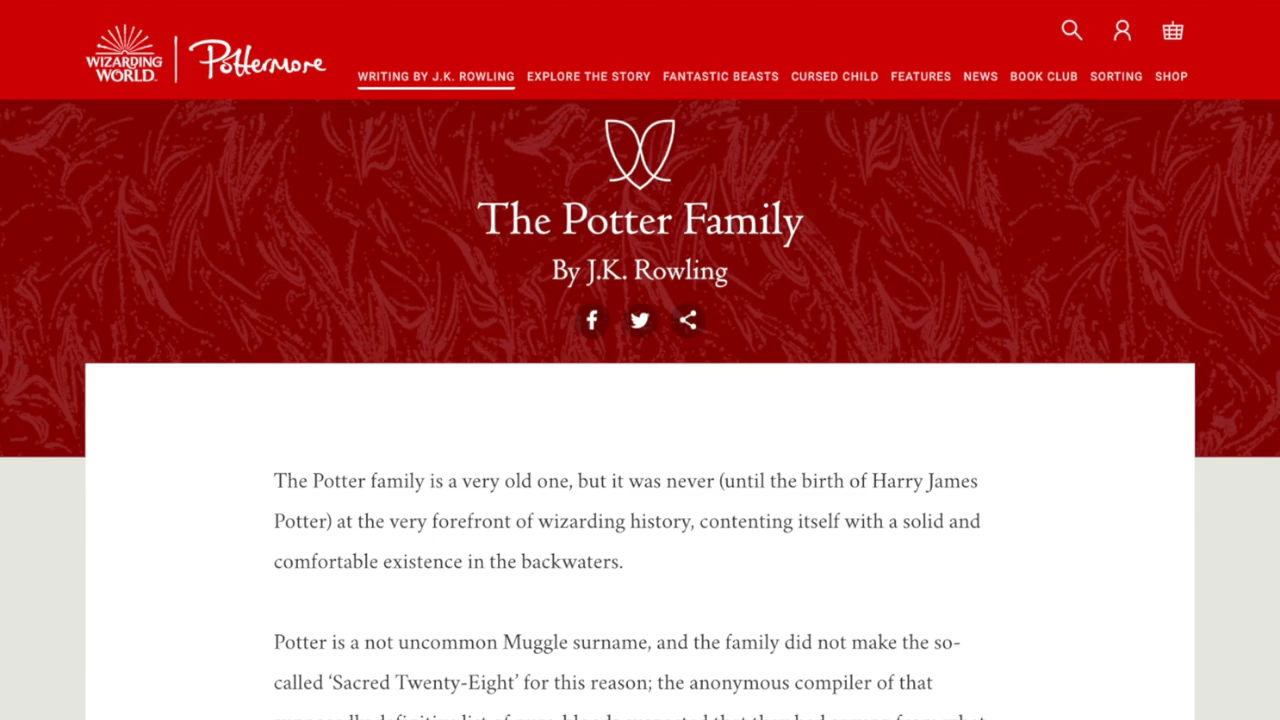 WIZARDING
WORLD
Pottermore
WRITING BY J.K. ROWLING EXPLORE THE STORY FANTASTIC BEASTS CURSED CHILD FEATURES NEWS BOOK CLUB SORTING SHOP
The Potter Family
By J.K. Rowling
The Potter family is a very old one, but it was never (until the birth of Harry James
Potter) at the very forefront of wizarding history, contenting itself with a solid and
comfortable existence in the backwaters.
Potter is a not uncommon Muggle surname, and the family did not make the so-
called ‘Sacred Twenty-Eight’ for this reason; the anonymous compiler of that